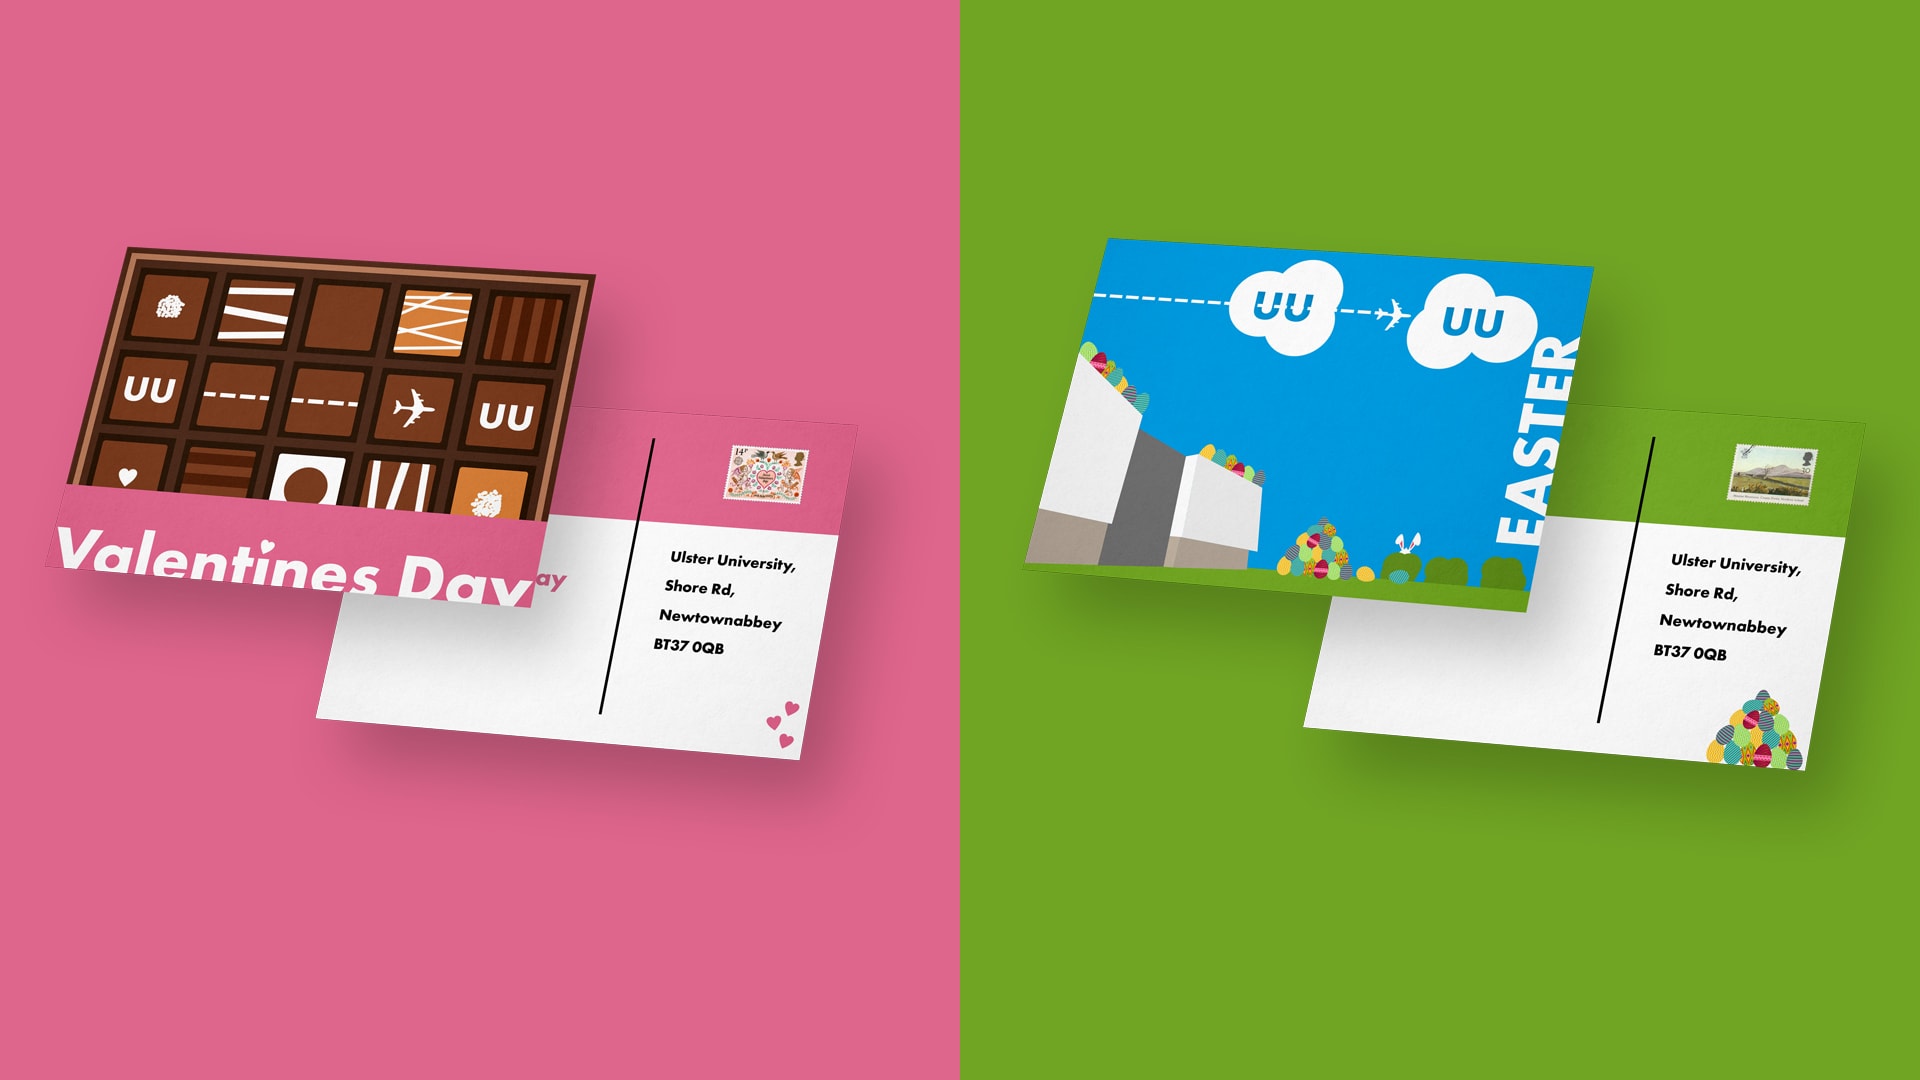 UU
UU
Valentines Day
ay
14P
Ulster University,
Shore Rd,
Newtownabbey
BT37 0QB
UU
UU
EASTER
Ulster University,
Shore Rd,
Newtownabbey
BT37 0QB